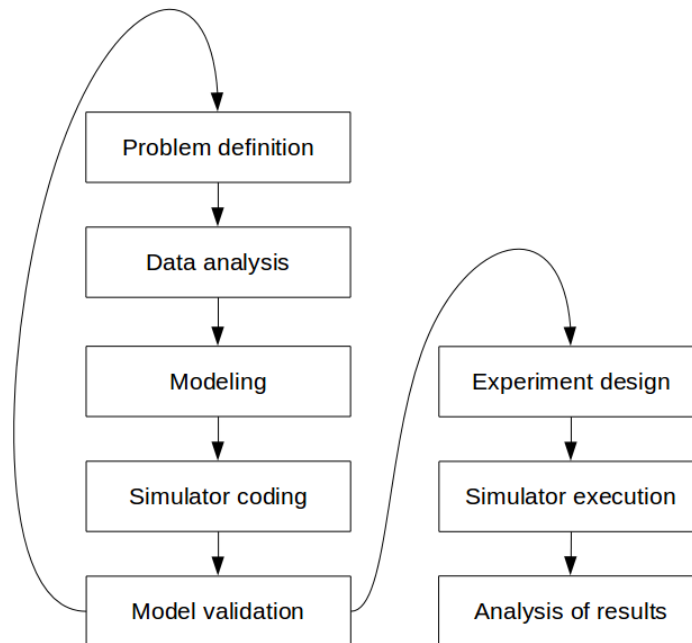 Problem definition
Data analysis
Modeling
Simulator coding
Model validation
Experiment design
Simulator execution
Analysis of results